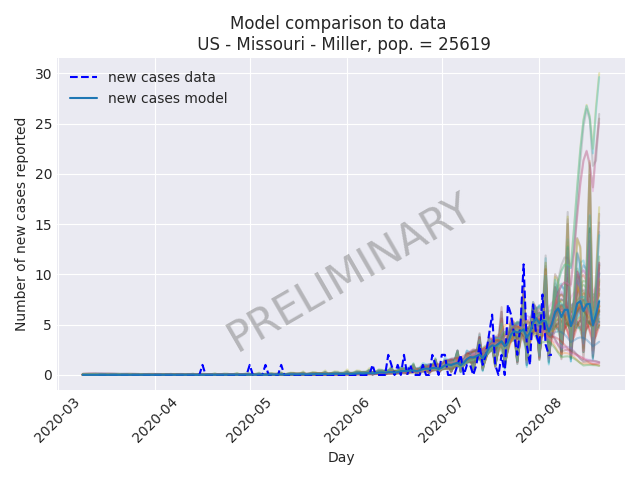 Model comparison to data
US - Missouri - Miller, pop. = 25619
new cases data
new cases model
PRELIMINARY
Number of new cases reported
30
25
20
15
10
5
0
2020-03
2020-04
2020-05
2020-06
2020-07
2020-08
Day